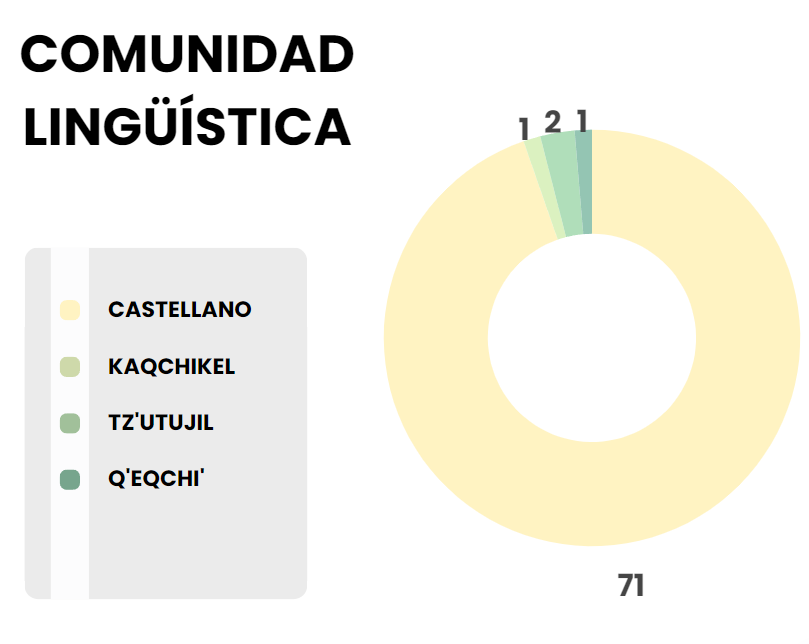 COMUNIDAD
LINGÜÍSTICA
1 2 1
CASTELLANO
KAQCHIKEL
TZ'UTUJIL
Q'EQCHI'
71